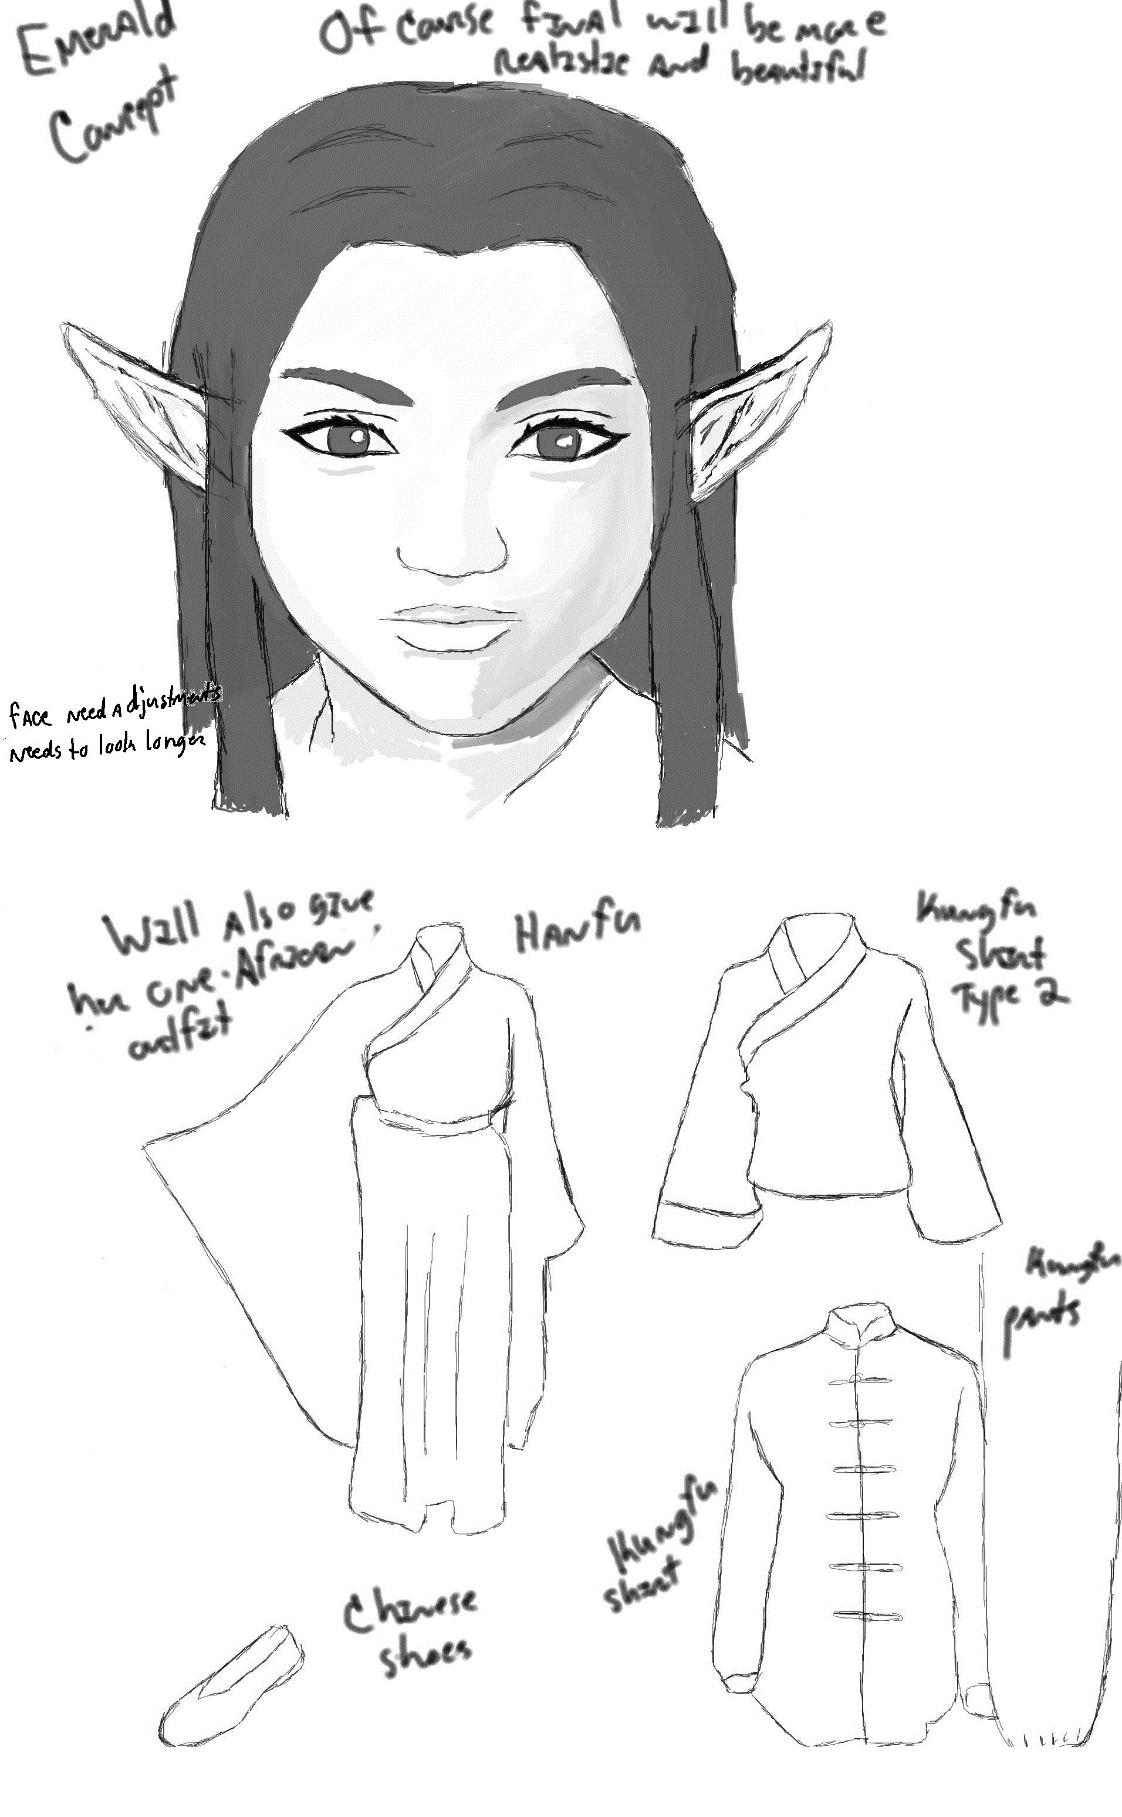 Emerald
Concept
Of course final will be more
realistic and beautiful
face need adjustments
needs to look longer
Will also give
her one African
outfit
Hanfu
Kungfu
Shirt
Type 2
Kungfu
pants
Kungfu
shirt
Chinese
shoes